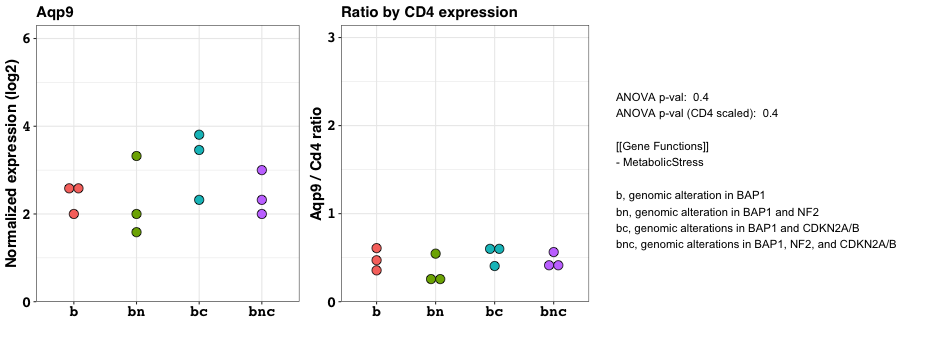 Aqp9
Normalized expression (log2)
6
4
2
0
b bn bc bnc
Ratio by CD4 expression
Aqp9 / Cd4 ratio
3
2
1
0
b bn bc bnc
ANOVA p-val: 0.4
ANOVA p-val (CD4 scaled): 0.4
[[Gene Functions]]
- MetabolicStress
b, genomic alteration in BAP1
bn, genomic alteration in BAP1 and NF2
bc, genomic alterations in BAP1 and CDKN2A/B
bnc, genomic alterations in BAP1, NF2, and CDKN2A/B